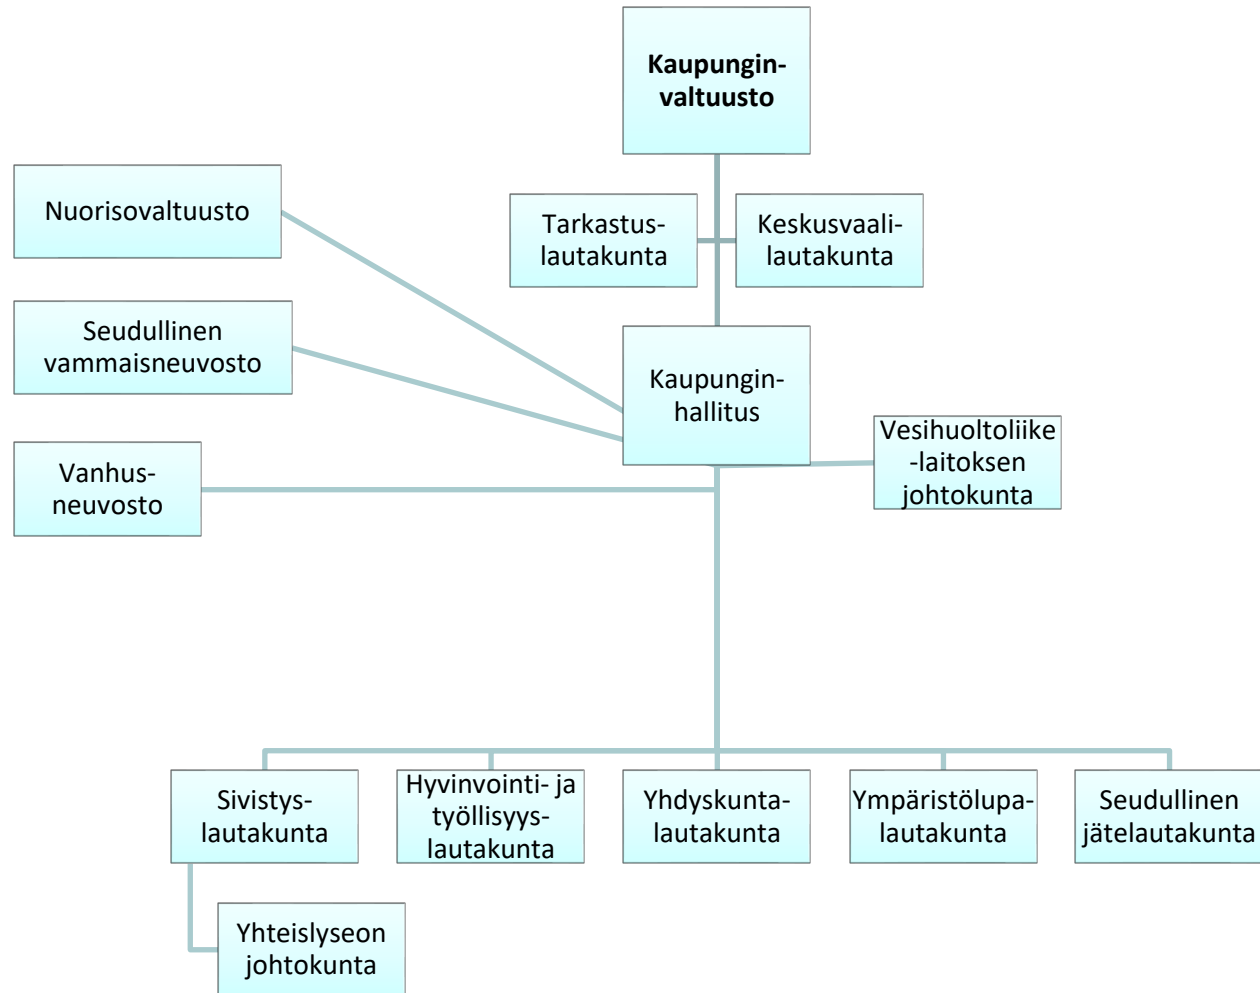 Kaupungin-
valtuusto
Nuorisovaltuusto
Tarkastus-
lautakunta
Keskusvaali-
lautakunta
Seudullinen
vammaisneuvosto
Kaupungin-
hallitus
Vesihuoltoliike
-laitoksen
johtokunta
Vanhus-
neuvosto
Sivistys-
lautakunta
Hyvinvointi- ja
työllisyys-
lautakunta
Yhdyskunta-
lautakunta
Ympäristölupa-
lautakunta
Seudullinen
jätelautakunta
Yhteislyseon
johtokunta